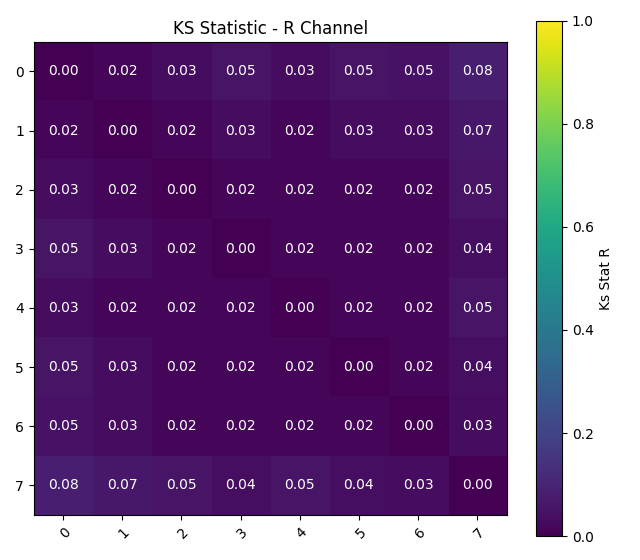 KS Statistic - R Channel
0 0.00 0.02 0.03 0.05 0.03 0.05 0.05 0.08
1 0.02 0.00 0.02 0.03 0.02 0.03 0.03 0.07
2 0.03 0.02 0.00 0.02 0.02 0.02 0.02 0.05
3 0.05 0.03 0.02 0.00 0.02 0.02 0.02 0.04
4 0.03 0.02 0.02 0.02 0.00 0.02 0.02 0.05
5 0.05 0.03 0.02 0.02 0.02 0.00 0.02 0.04
6 0.05 0.03 0.02 0.02 0.02 0.02 0.00 0.03
7 0.08 0.07 0.05 0.04 0.05 0.04 0.03 0.00
0 1 2 3 4 5 6 7
1.0
0.8
0.6
0.4
0.2
0.0
Ks Stat R